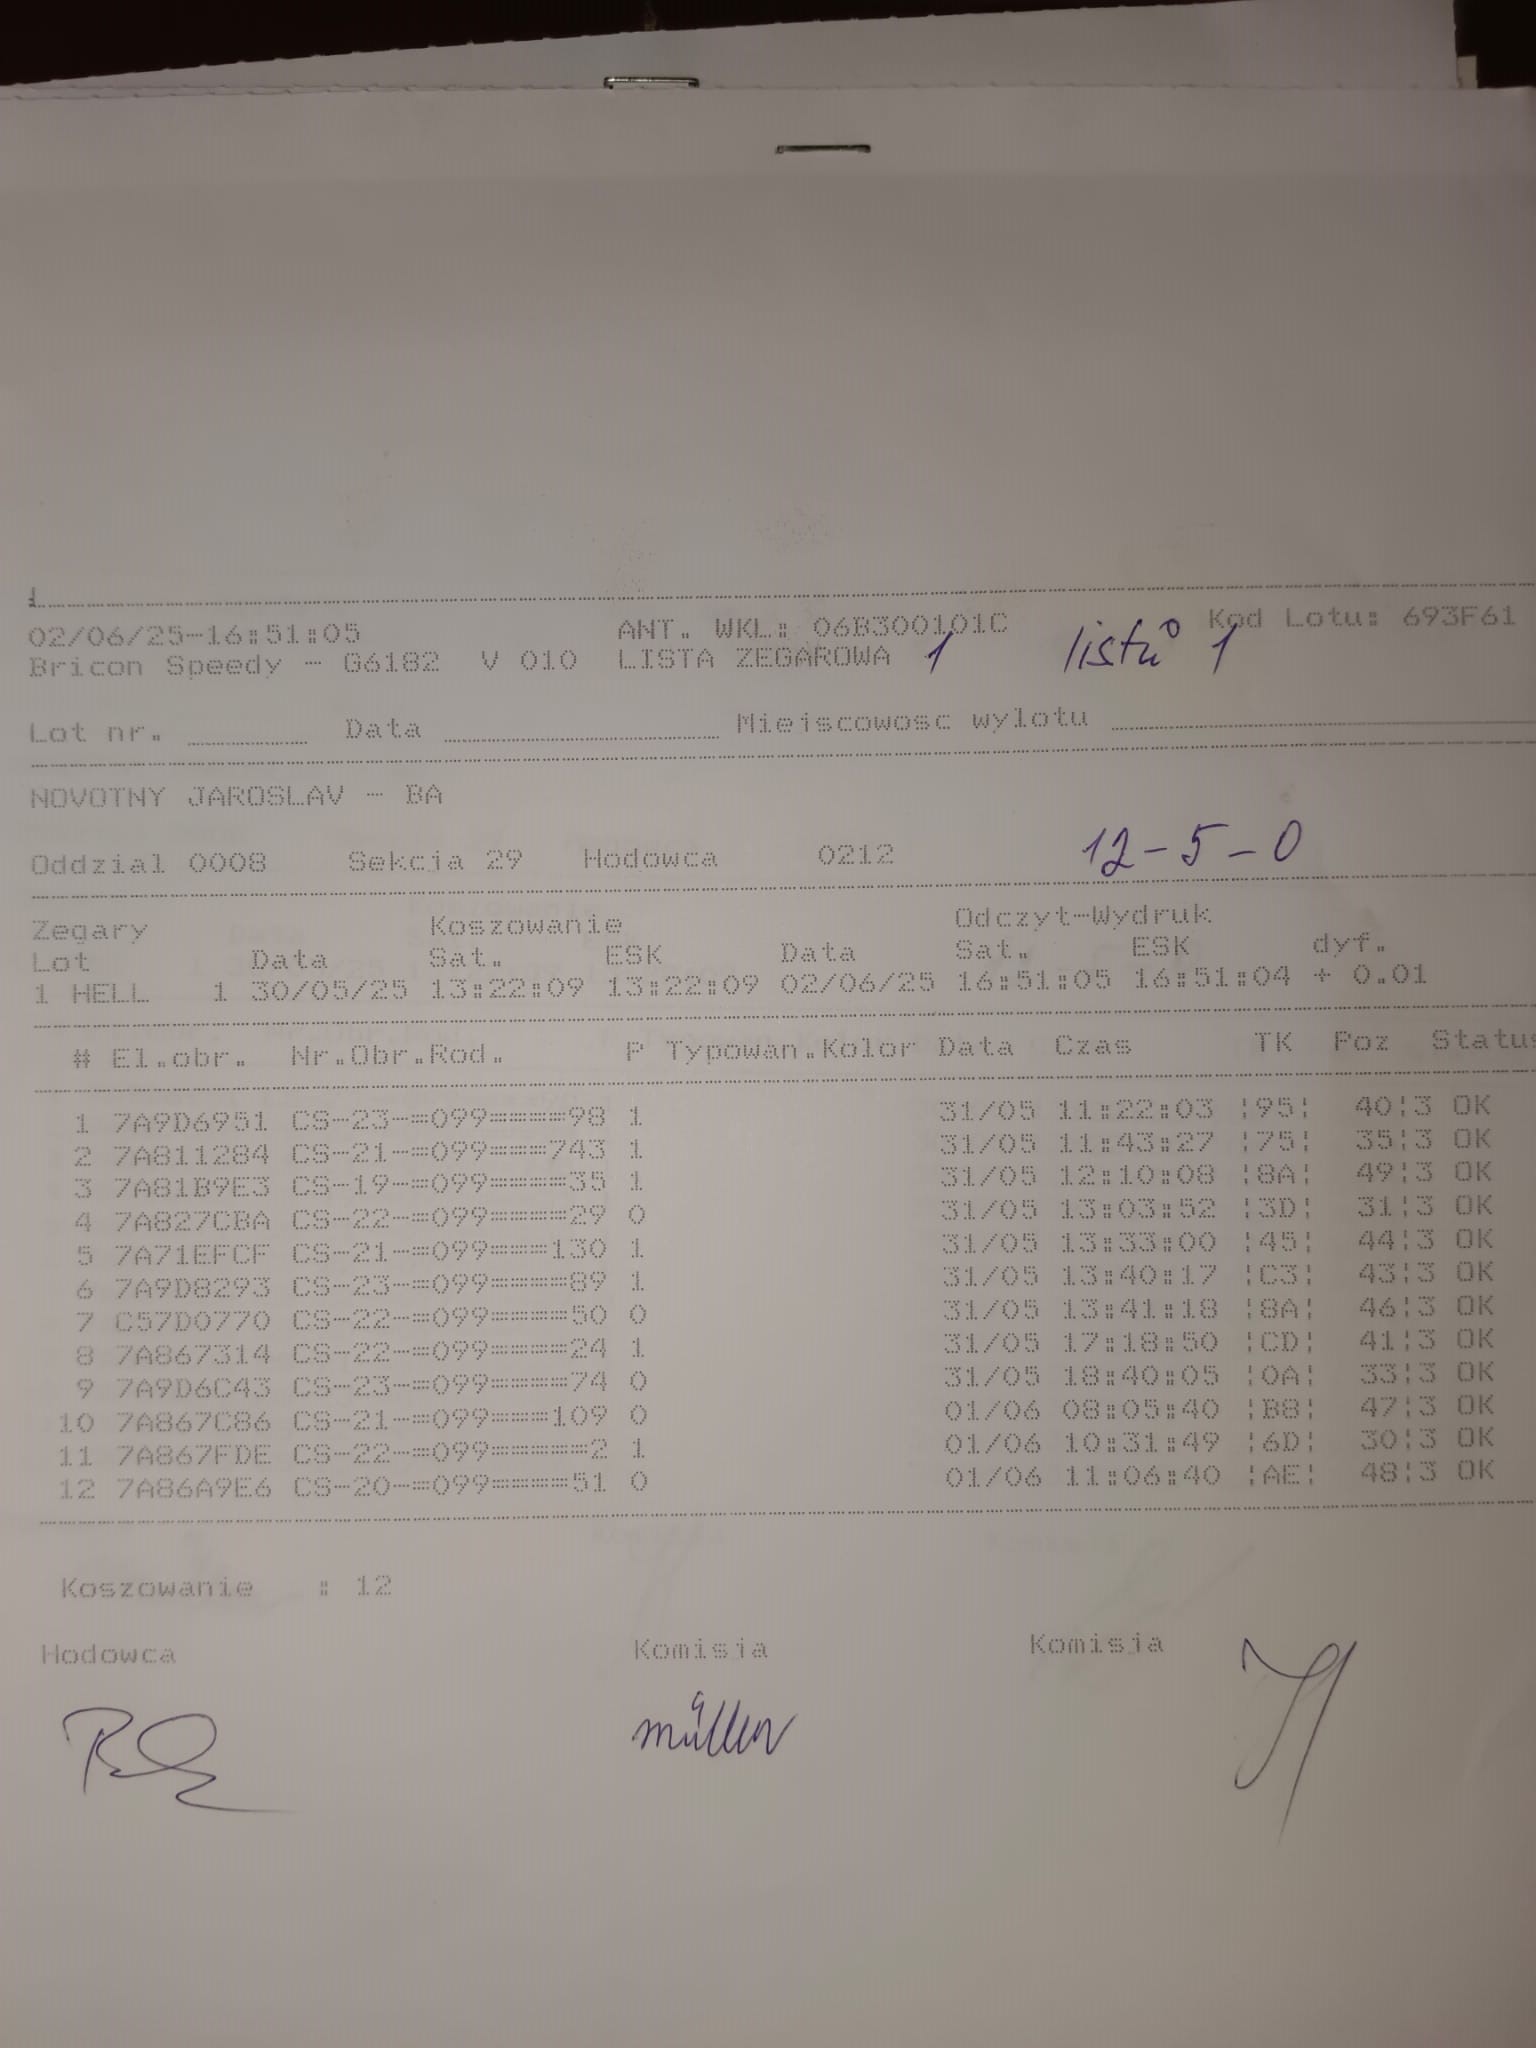 02/06/25-16:51:05 ANT. WKL: 06B300101C Kod Lotu: 693F61
Bricon Speedy - G6182 V 010 LISTA ZEGAROWA 1 listů 1
Lot nr. Data Miejscowosc wylotu
NOVOTNY JAROSLAV - BA
Oddzial 0008 Sekcja 29 Hodowca 0212 12-5-0
Zegary Koszowanie Odczyt-Wydruk
Lot Data Sat. ESK Data Sat. ESK dyf.
1 HELL 1 30/05/25 13:22:09 13:22:09 02/06/25 16:51:05 16:51:04 + 0.01
# El.obr. Nr.Obr.Rod. P Typowan.Kolor Data Czas TK Poz Status
1 7A9D6951 CS-23-=099=====98 1 31/05 11:22:03 ¦95¦ 40¦3 OK
2 7A811284 CS-21-=099====743 1 31/05 11:43:27 ¦75¦ 35¦3 OK
3 7A81B9E3 CS-19-=099=====35 1 31/05 12:10:08 ¦8A¦ 49¦3 OK
4 7A827CBA CS-22-=099=====29 0 31/05 13:03:52 ¦3D¦ 31¦3 OK
5 7A71EFCF CS-21-=099====130 1 31/05 13:33:00 ¦45¦ 44¦3 OK
6 7A9D8293 CS-23-=099=====89 1 31/05 13:40:17 ¦C3¦ 43¦3 OK
7 C57D0770 CS-22-=099=====50 0 31/05 13:41:18 ¦8A¦ 46¦3 OK
8 7A867314 CS-22-=099=====24 1 31/05 17:18:50 ¦CD¦ 41¦3 OK
9 7A9D6C43 CS-23-=099=====74 0 31/05 18:40:05 ¦0A¦ 33¦3 OK
10 7A867C86 CS-21-=099====109 0 01/06 08:05:40 ¦B8¦ 47¦3 OK
11 7A867FDE CS-22-=099======2 1 01/06 10:31:49 ¦6D¦ 30¦3 OK
12 7A86A9E6 CS-20-=099=====51 0 01/06 11:06:40 ¦AE¦ 48¦3 OK
Koszowanie : 12
Hodowca Komisja Komisja
müller